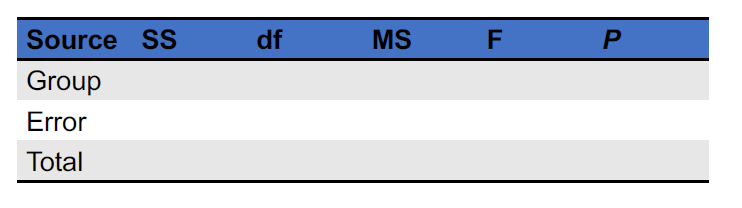 Source SS df MS F P
Group
Error
Total